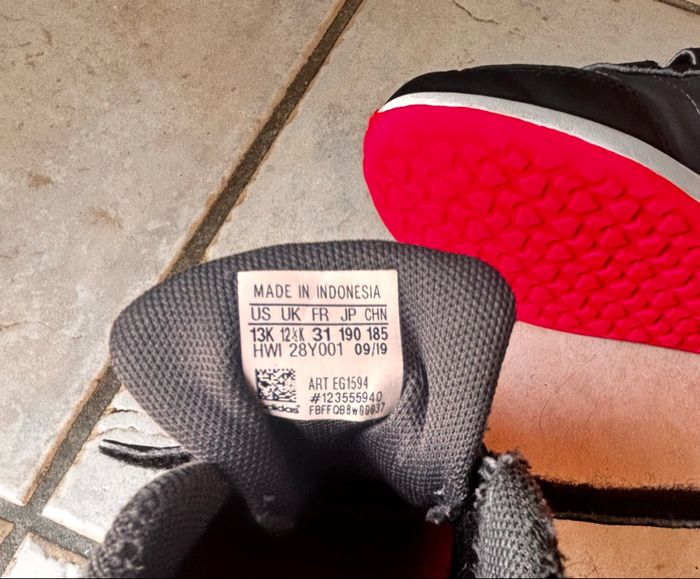 MADE IN INDONESIA
US UK FR JP CHN
13K 12½K 31 190 185
HWI 28Y001 09/19
ART EG1594
#123555940
adidas FBFFQB8W00037